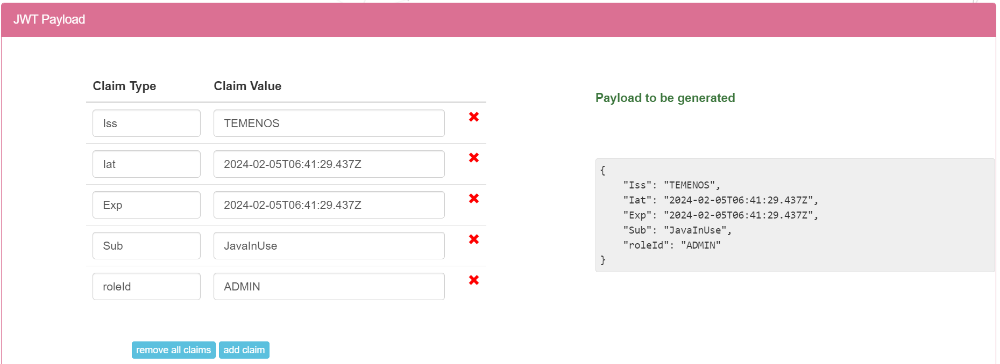 JWT Payload
Claim Type Claim Value
Iss TEMENOS
Iat 2024-02-05T06:41:29.437Z
Exp 2024-02-05T06:41:29.437Z
Sub JavaInUse
roleId ADMIN
remove all claims add claim
Payload to be generated
{
"Iss": "TEMENOS",
"Iat": "2024-02-05T06:41:29.437Z",
"Exp": "2024-02-05T06:41:29.437Z",
"Sub": "JavaInUse",
"roleId": "ADMIN"
}